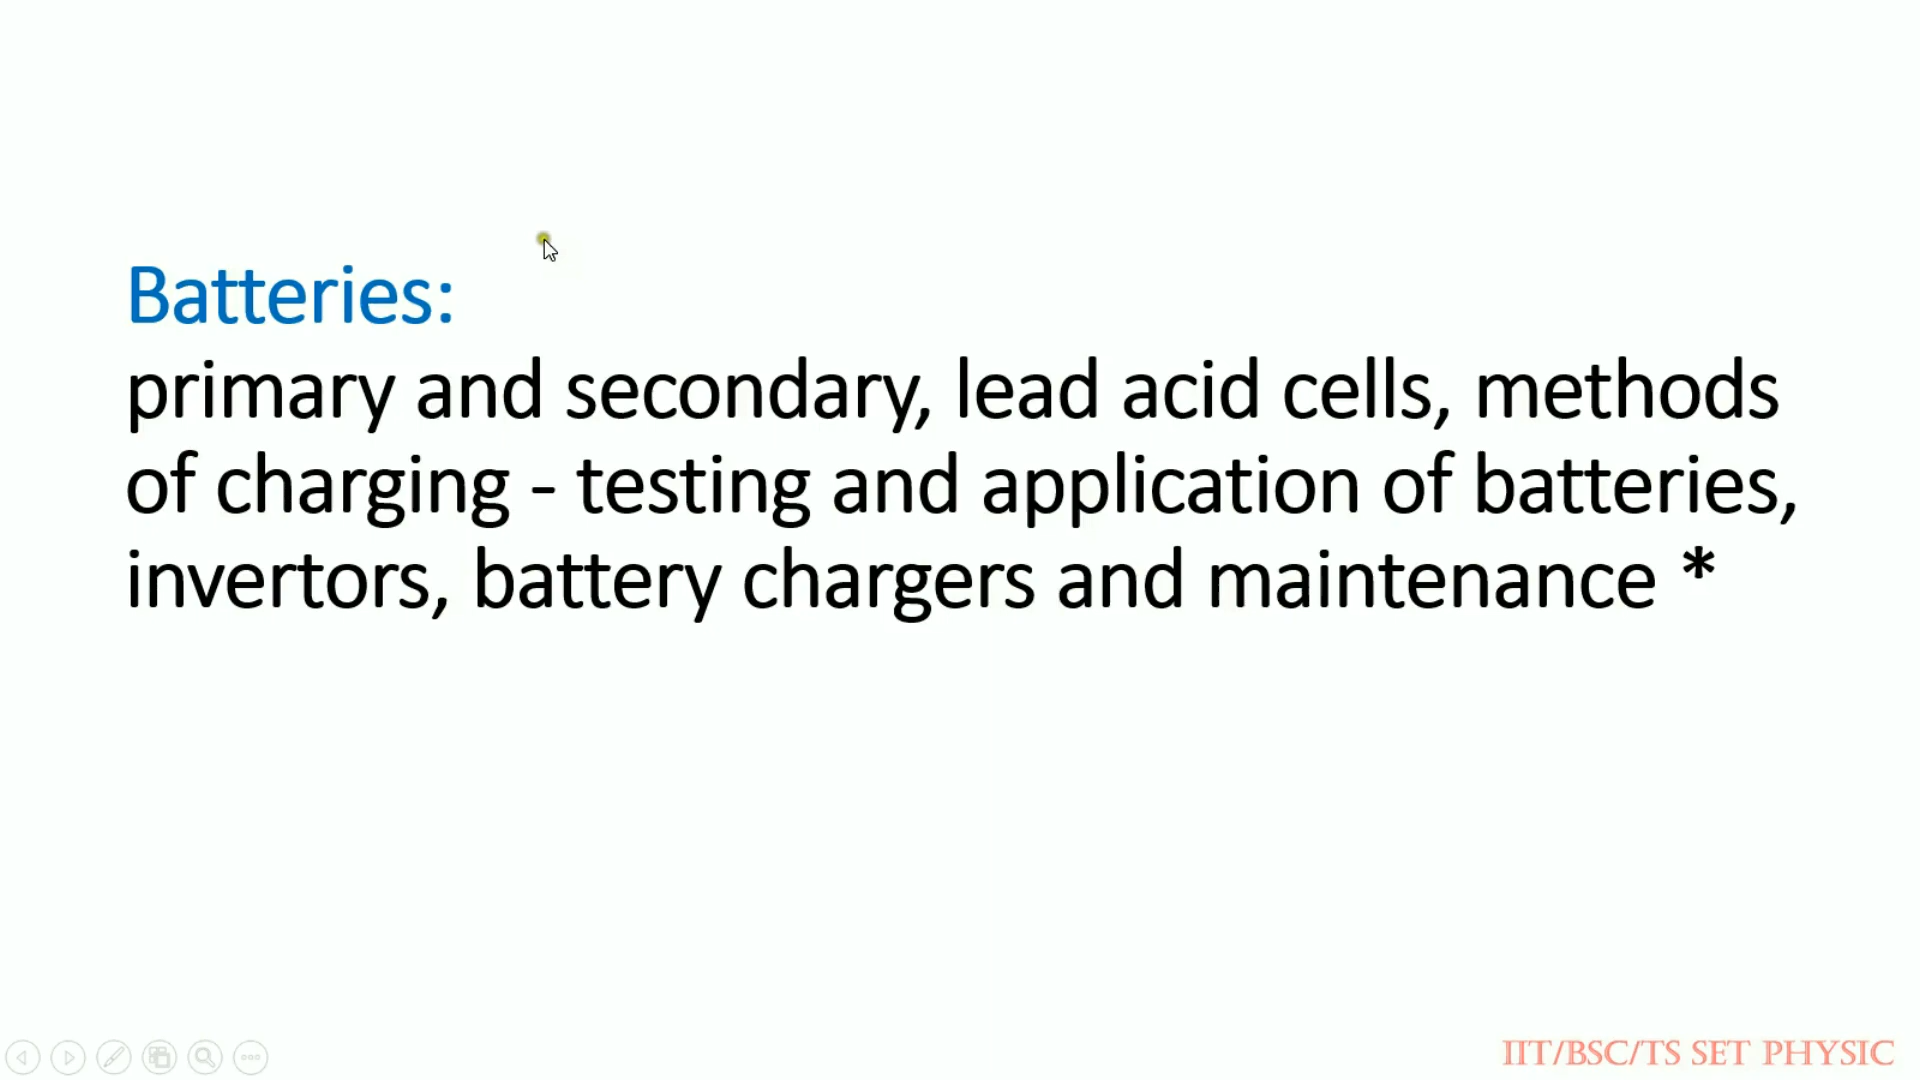 Batteries:
primary and secondary, lead acid cells, methods
of charging - testing and application of batteries,
invertors, battery chargers and maintenance *
IIT/BSC/TS SET PHYSIC